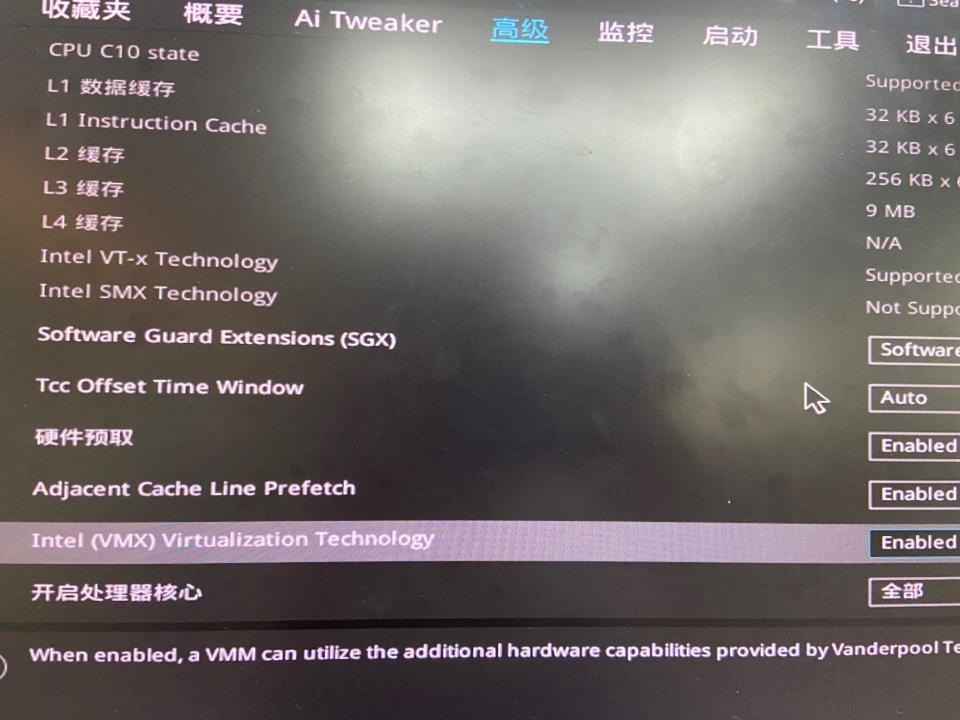 收藏夹 概要 Ai Tweaker 高级 监控 启动 工具 退出
CPU C10 state Supported
L1 数据缓存 32 KB x 6
L1 Instruction Cache 32 KB x 6
L2 缓存 256 KB x
L3 缓存 9 MB
L4 缓存 N/A
Intel VT-x Technology Supported
Intel SMX Technology Not Suppo
Software Guard Extensions (SGX) Software
Tcc Offset Time Window Auto
硬件预取 Enabled
Adjacent Cache Line Prefetch Enabled
Intel (VMX) Virtualization Technology Enabled
开启处理器核心 全部
When enabled, a VMM can utilize the additional hardware capabilities provided by Vanderpool Te